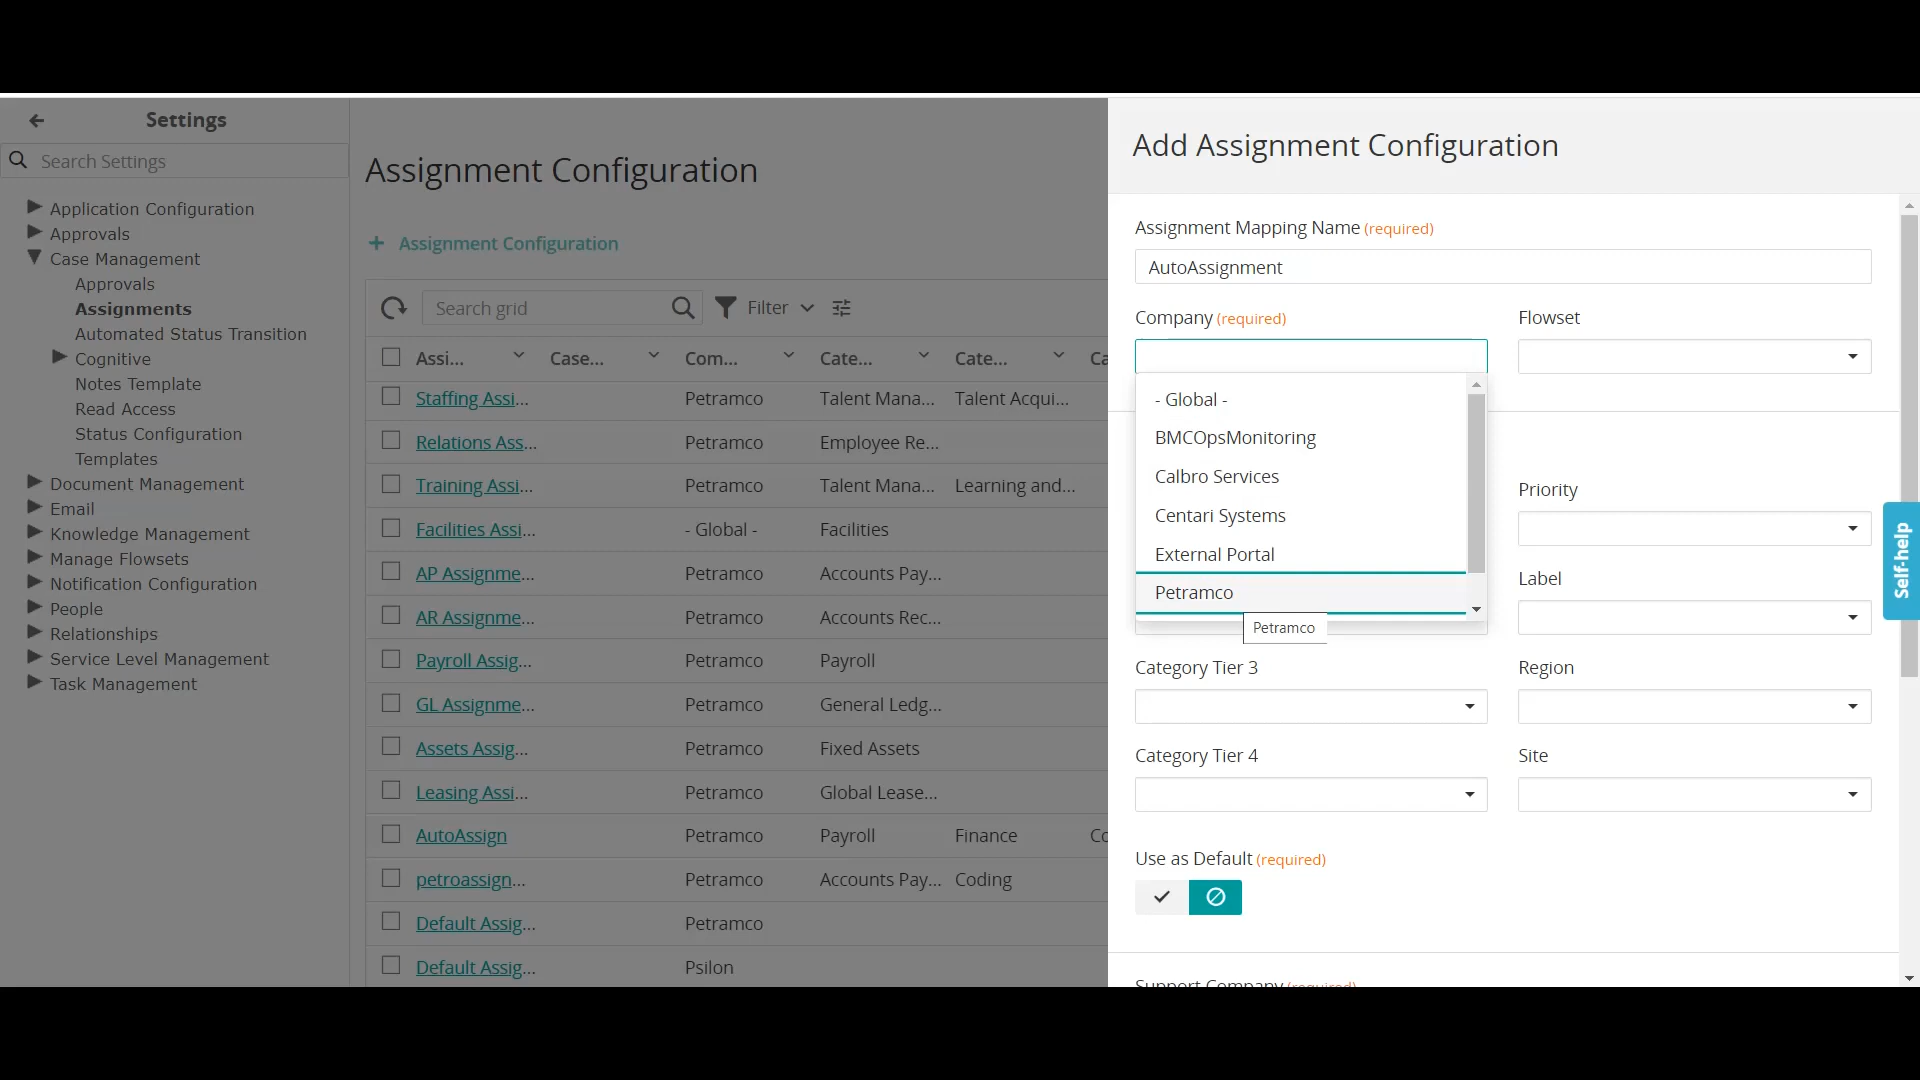 Settings
Search Settings
Application Configuration
Approvals
Case Management
Approvals
Assignments
Automated Status Transition
Cognitive
Notes Template
Read Access
Status Configuration
Templates
Document Management
Email
Knowledge Management
Manage Flowsets
Notification Configuration
People
Relationships
Service Level Management
Task Management
Assignment Configuration
+ Assignment Configuration
Search grid
Filter
Assi... Case... Com... Cate... Cate... Ca
Staffing Assi... Petramco Talent Mana... Talent Acqui...
Relations Ass... Petramco Employee Re...
Training Assi... Petramco Talent Mana... Learning and...
Facilities Assi... - Global - Facilities
AP Assignme... Petramco Accounts Pay...
AR Assignme... Petramco Accounts Rec...
Payroll Assig... Petramco Payroll
GL Assignme... Petramco General Ledg...
Assets Assig... Petramco Fixed Assets
Leasing Assi... Petramco Global Lease...
AutoAssign Petramco Payroll Finance Co
petroassign... Petramco Accounts Pay... Coding
Default Assig... Petramco
Default Assig... Psilon
Add Assignment Configuration
Assignment Mapping Name (required)
AutoAssignment
Company (required)
Flowset
- Global -
BMCOpsMonitoring
Calbro Services
Centari Systems
External Portal
Petramco
Petramco
Priority
Label
Category Tier 3
Region
Category Tier 4
Site
Use as Default (required)
Support Company (required)
Self-help